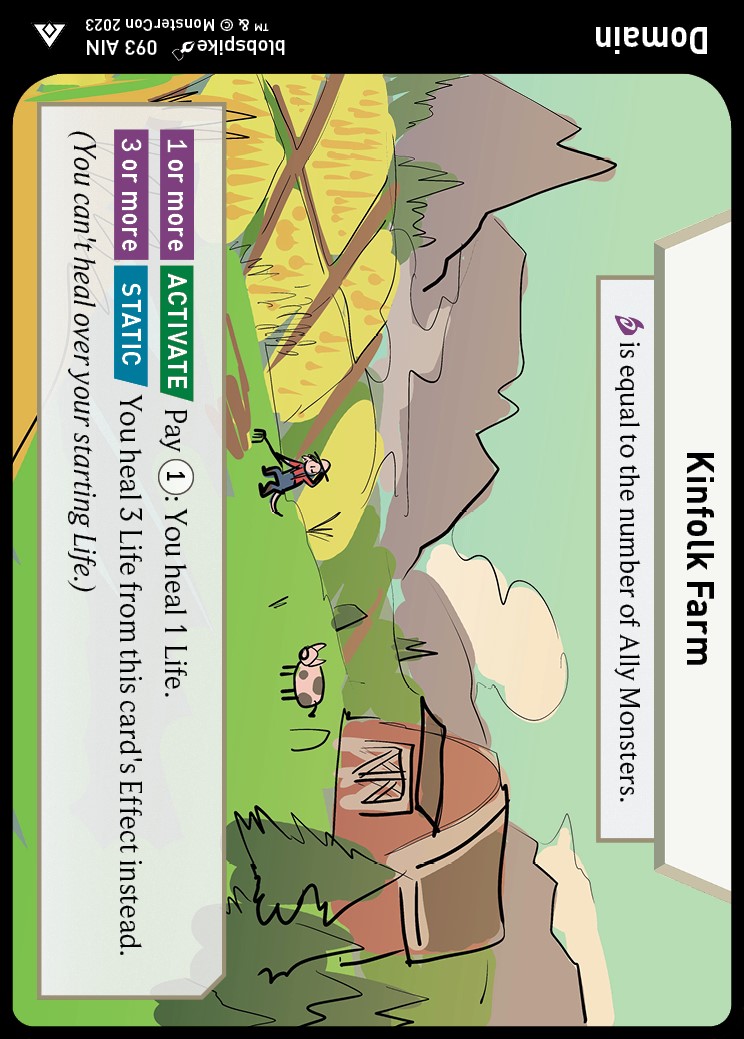 Kinfolk Farm
is equal to the number of Ally Monsters.
1 or more ACTIVATE Pay 1. You heal 1 Life.
3 or more STATIC You heal 3 Life from this card's Effect instead.
(You can't heal over your starting Life.)
Domain
blobspike 093 AIN
™ & © MonsterCon 2023